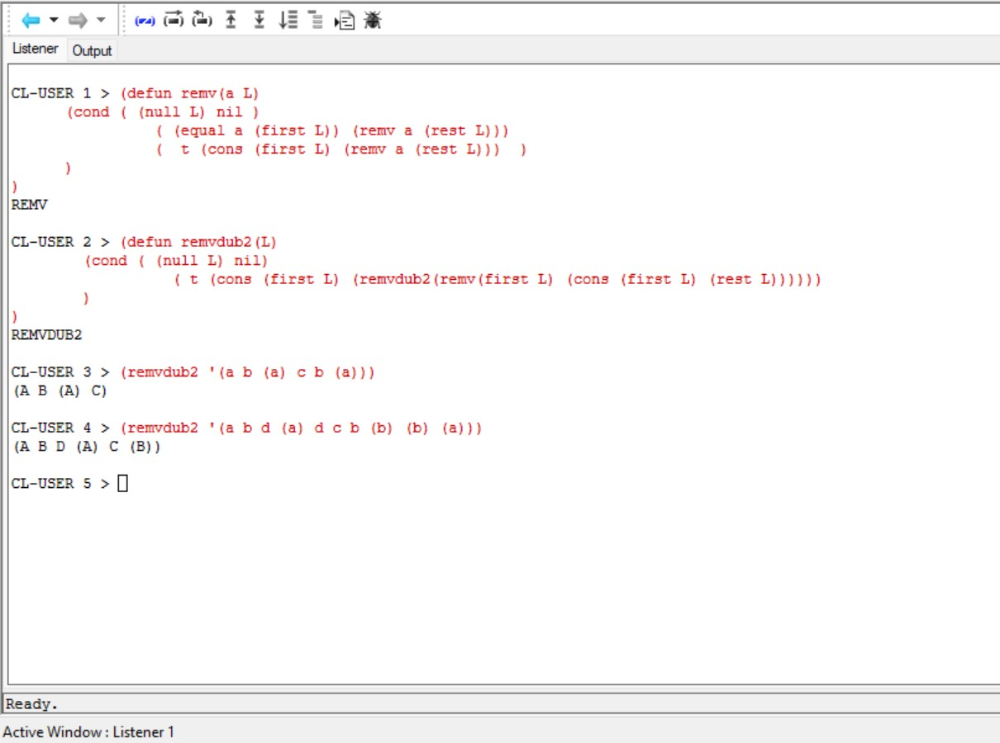 Listener Output
CL-USER 1 > (defun remv(a L)
(cond ( (null L) nil )
( (equal a (first L)) (remv a (rest L)))
(  t (cons (first L) (remv a (rest L)))  )
)
)
REMV
CL-USER 2 > (defun remvdub2(L)
(cond ( (null L) nil)
( t (cons (first L) (remvdub2(remv(first L) (cons (first L) (rest L))))))
)
)
REMVDUB2
CL-USER 3 > (remvdub2 '(a b (a) c b (a)))
(A B (A) C)
CL-USER 4 > (remvdub2 '(a b d (a) d c b (b) (b) (a)))
(A B D (A) C (B))
CL-USER 5 >
Ready.
Active Window : Listener 1